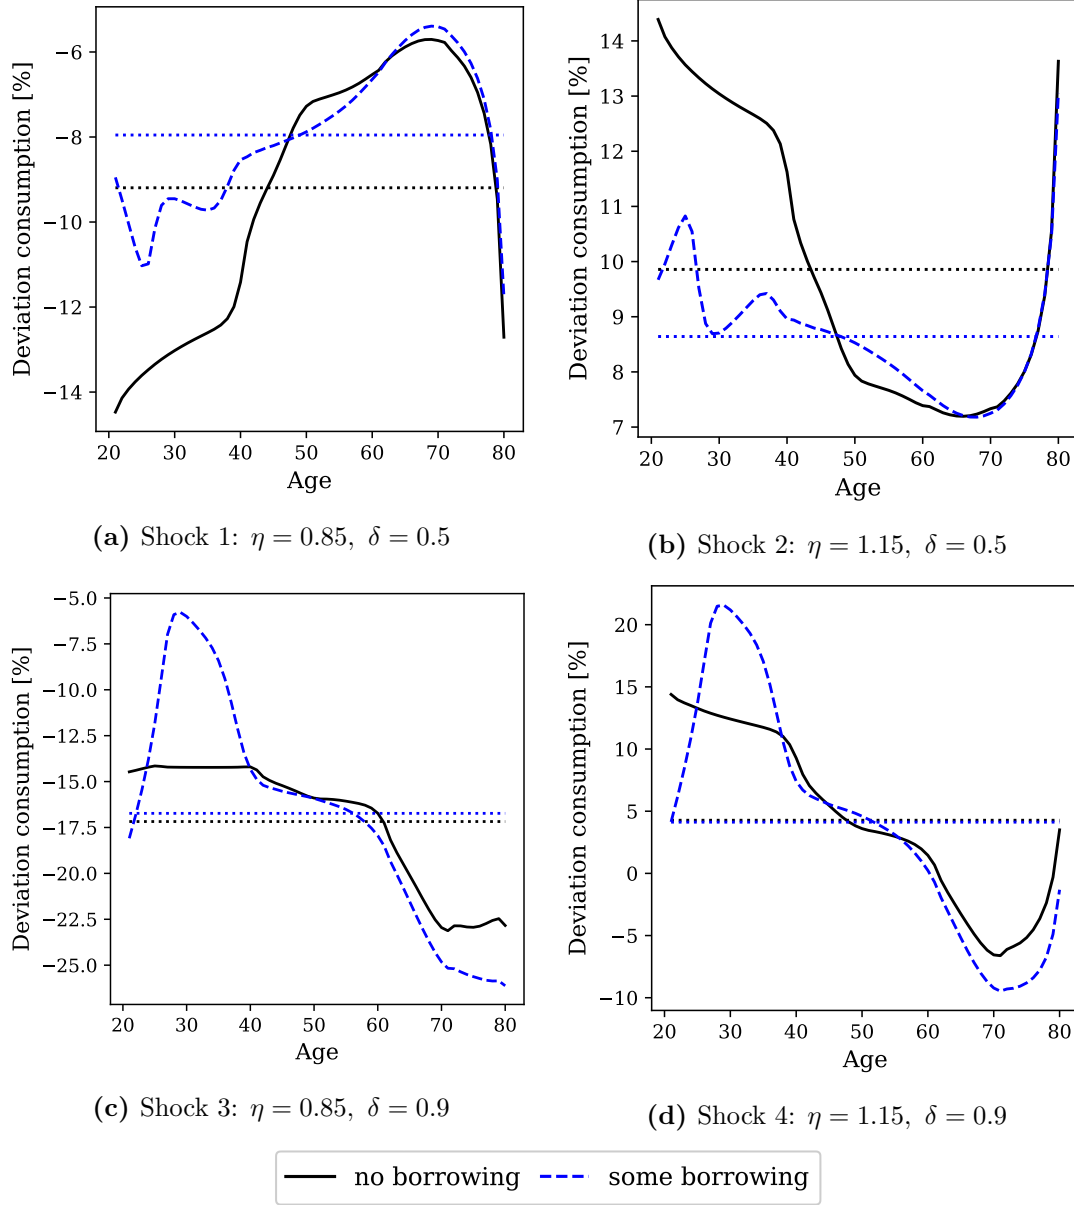 Deviation consumption [%]
−6
−8
−10
−12
−14
20 30 40 50 60 70 80
Age
(a) Shock 1: η = 0.85, δ = 0.5
Deviation consumption [%]
14
13
12
11
10
9
8
7
20 30 40 50 60 70 80
Age
(b) Shock 2: η = 1.15, δ = 0.5
Deviation consumption [%]
−5.0
−7.5
−10.0
−12.5
−15.0
−17.5
−20.0
−22.5
−25.0
20 30 40 50 60 70 80
Age
(c) Shock 3: η = 0.85, δ = 0.9
Deviation consumption [%]
20
15
10
5
0
−5
−10
20 30 40 50 60 70 80
Age
(d) Shock 4: η = 1.15, δ = 0.9
no borrowing some borrowing